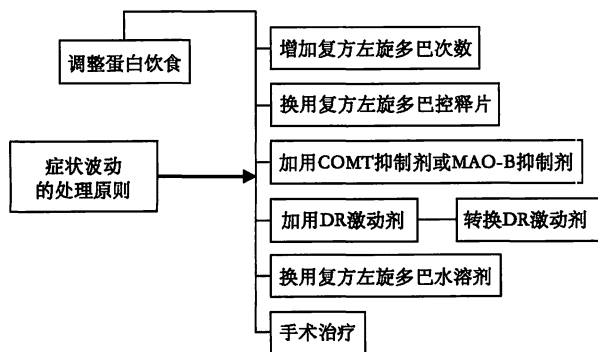 调整蛋白饮食
症状波动
的处理原则
增加复方左旋多巴次数
换用复方左旋多巴控释片
加用COMT抑制剂或MAO-B抑制剂
加用DR激动剂
转换DR激动剂
换用复方左旋多巴水溶剂
手术治疗